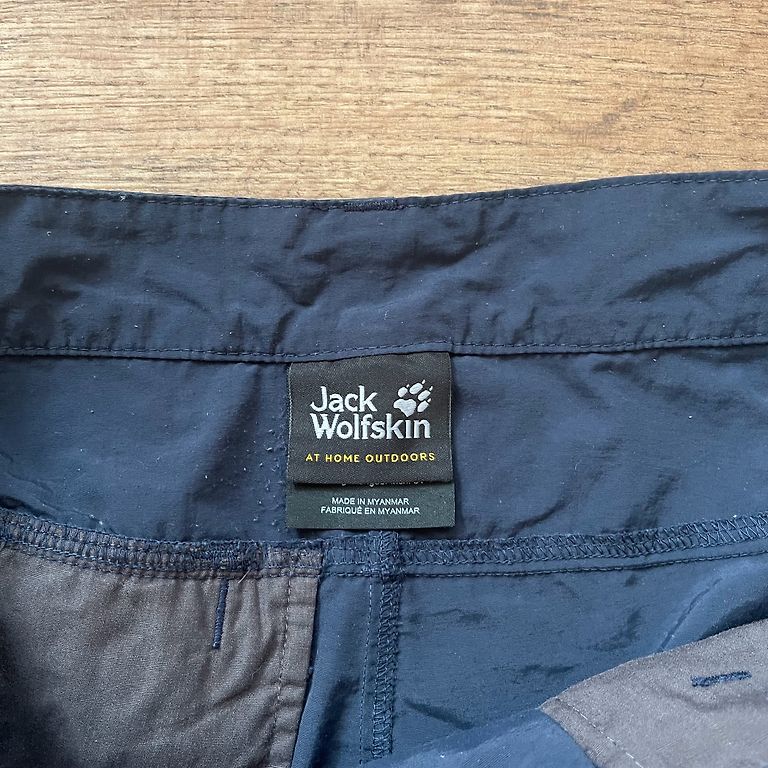 Jack
Wolfskin
AT HOME OUTDOORS
MADE IN MYANMAR
FABRIQUÉ EN MYANMAR